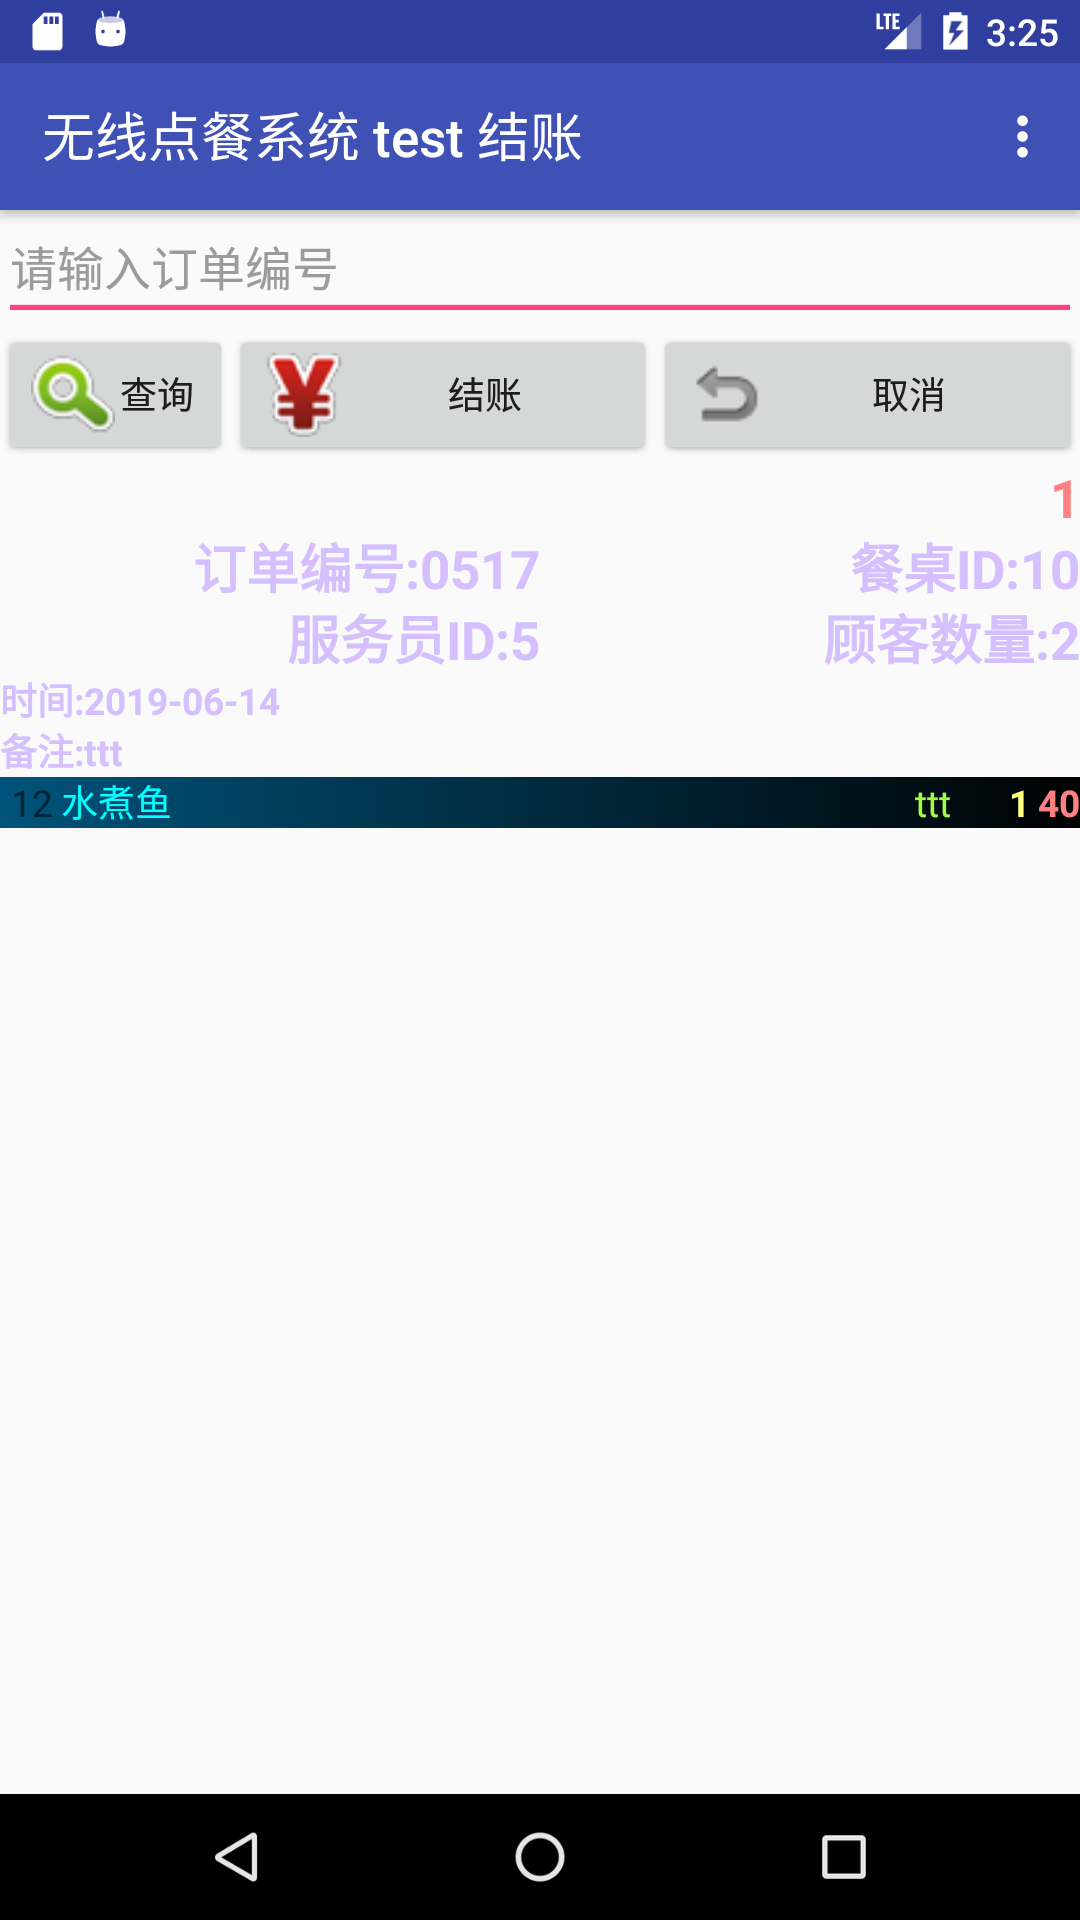 LTE 3:25
无线点餐系统 test 结账
请输入订单编号
查询 结账 取消
1
订单编号:0517 餐桌ID:10
服务员ID:5 顾客数量:2
时间:2019-06-14
备注:ttt
12 水煮鱼 ttt 1 40